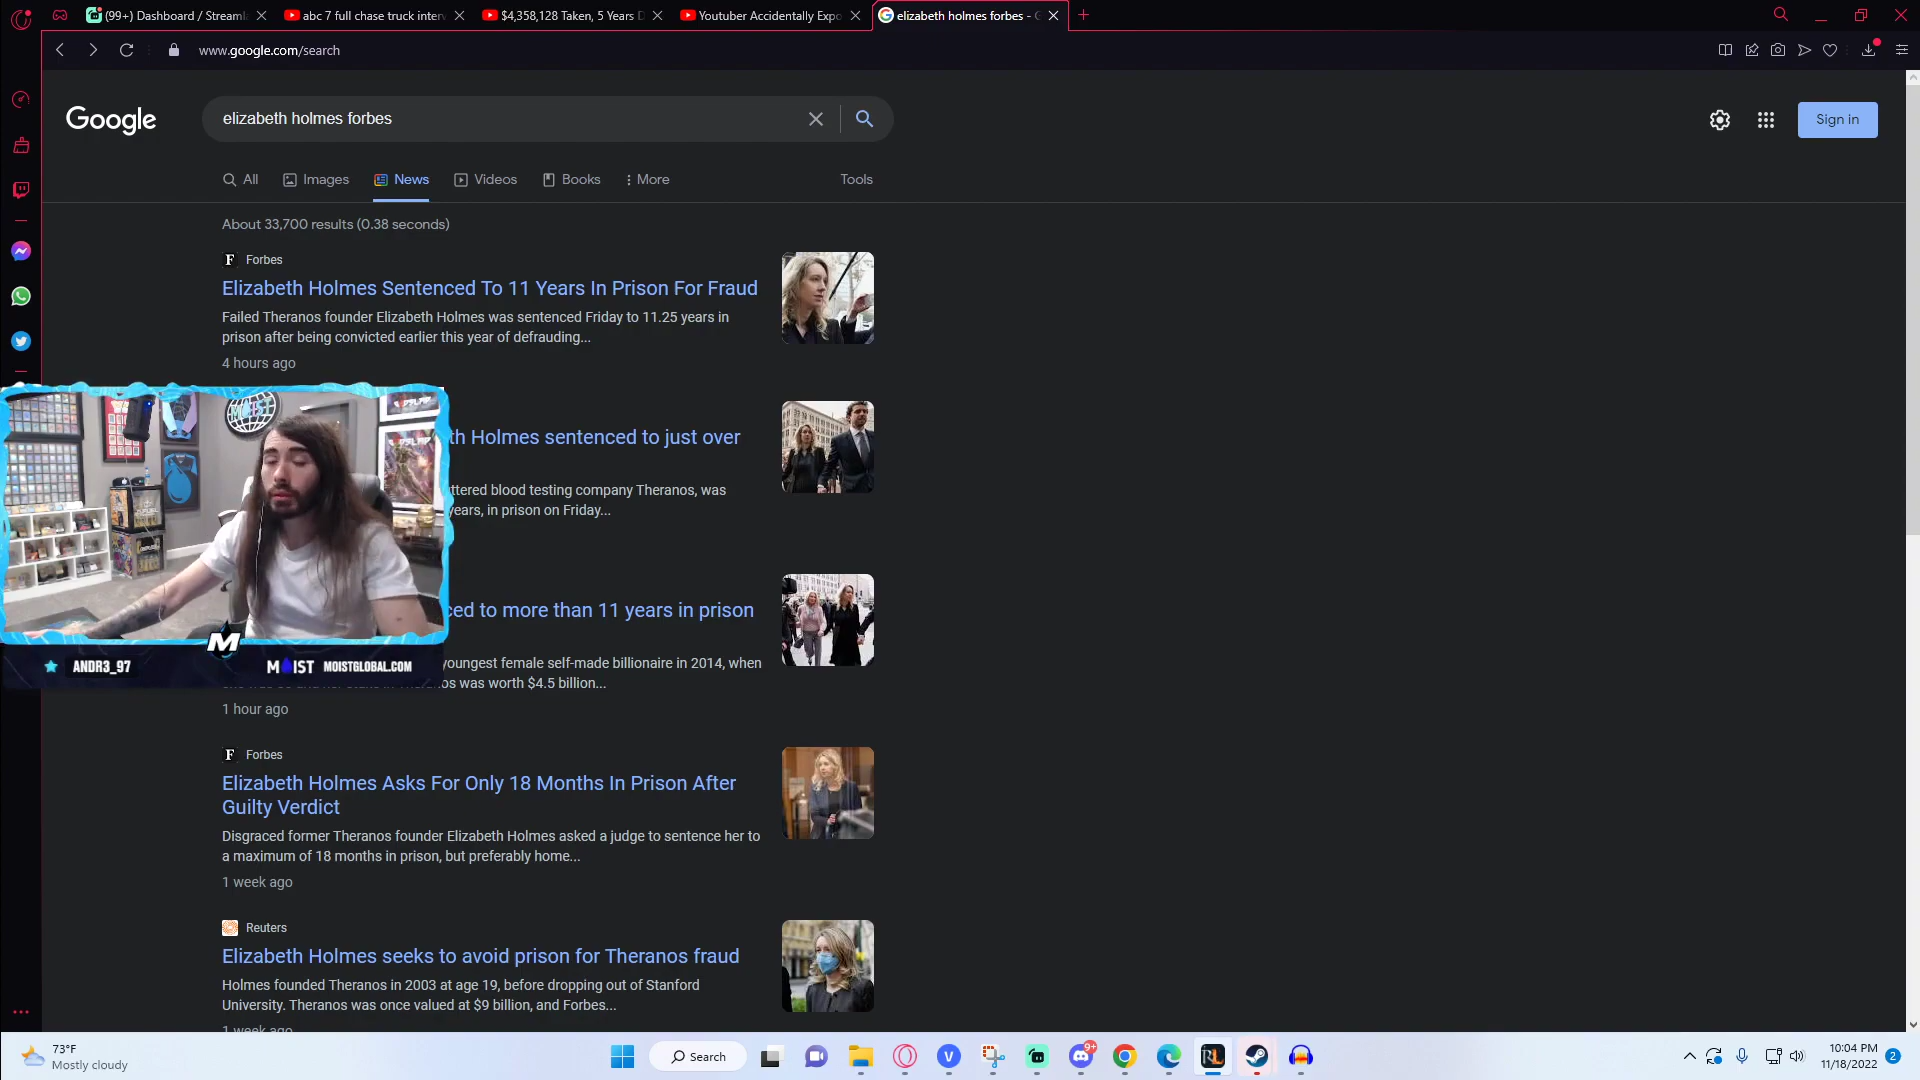 (99+) Dashboard / Streamla
abc 7 full chase truck interv
$4,358,128 Taken, 5 Years D
Youtuber Accidentally Expo
elizabeth holmes forbes - G
www.google.com/search
Google
elizabeth holmes forbes
Sign in
All
Images
News
Videos
Books
More
Tools
About 33,700 results (0.38 seconds)
Forbes
Elizabeth Holmes Sentenced To 11 Years In Prison For Fraud
Failed Theranos founder Elizabeth Holmes was sentenced Friday to 11.25 years in
prison after being convicted earlier this year of defrauding...
4 hours ago
th Holmes sentenced to just over
ttered blood testing company Theranos, was
years, in prison on Friday...
ced to more than 11 years in prison
youngest female self-made billionaire in 2014, when
os was worth $4.5 billion...
1 hour ago
MOIST
M
ANDR3_97
MOIST
MOISTGLOBAL.COM
Forbes
Elizabeth Holmes Asks For Only 18 Months In Prison After
Guilty Verdict
Disgraced former Theranos founder Elizabeth Holmes asked a judge to sentence her to
a maximum of 18 months in prison, but preferably home...
1 week ago
Reuters
Elizabeth Holmes seeks to avoid prison for Theranos fraud
Holmes founded Theranos in 2003 at age 19, before dropping out of Stanford
University. Theranos was once valued at $9 billion, and Forbes...
1 week ago
73°F
Mostly cloudy
Search
9+
10:04 PM
11/18/2022
2